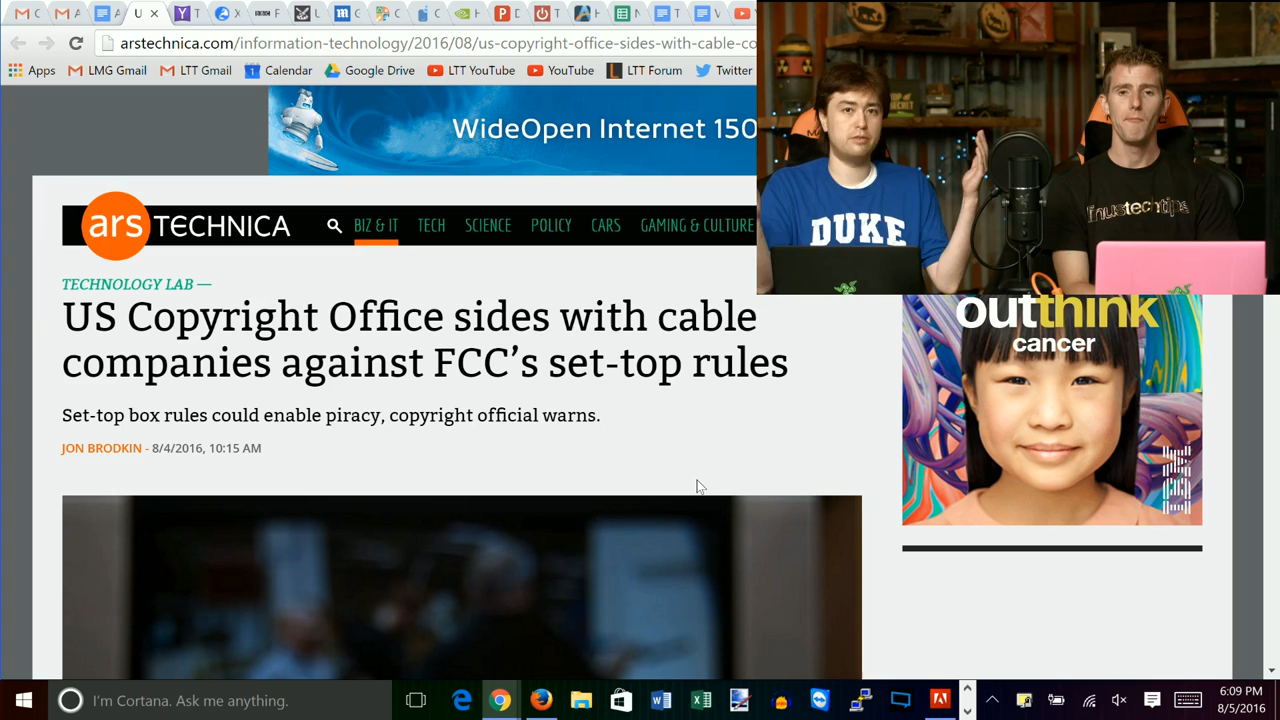 U
arstechnica.com/information-technology/2016/08/us-copyright-office-sides-with-cable-co
Apps LMG Gmail LTT Gmail Calendar Google Drive LTT YouTube YouTube LTT Forum Twitter
WideOpen Internet 150
ars TECHNICA BIZ & IT TECH SCIENCE POLICY CARS GAMING & CULTURE
DUKE
linustechtips
TECHNOLOGY LAB —
US Copyright Office sides with cable
companies against FCC’s set-top rules
Set-top box rules could enable piracy, copyright official warns.
JON BRODKIN - 8/4/2016, 10:15 AM
outthink
cancer
IBM
I'm Cortana. Ask me anything.
6:09 PM
8/5/2016